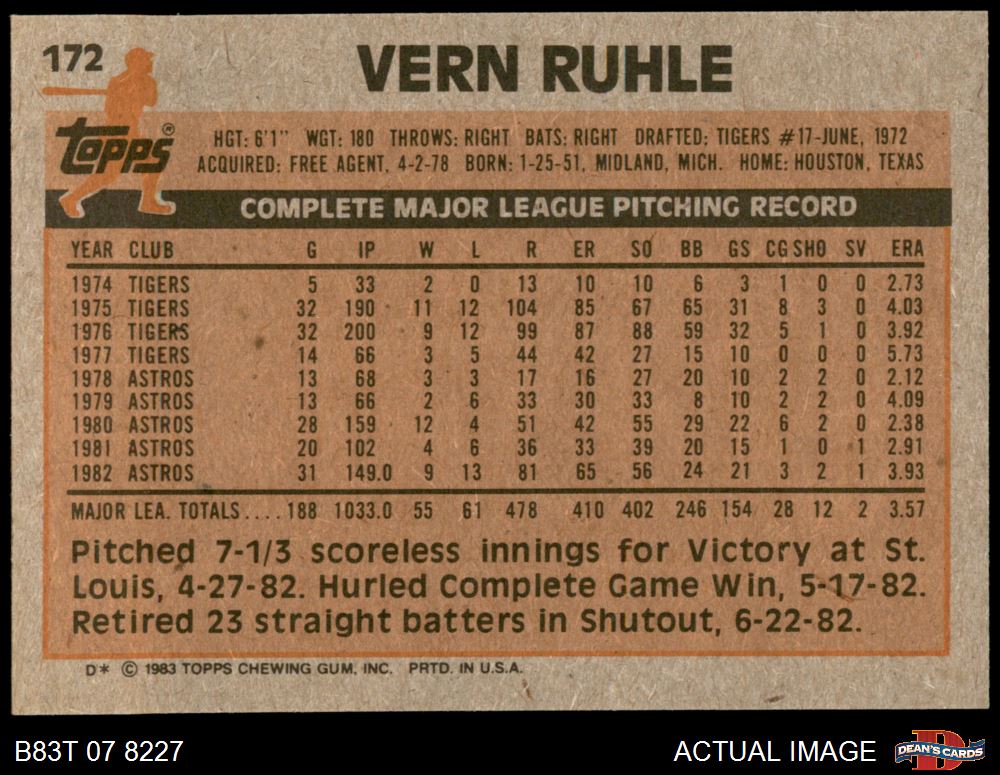 172
VERN RUHLE
topps®
HGT: 6'1" WGT: 180 THROWS: RIGHT BATS: RIGHT DRAFTED: TIGERS #17-JUNE, 1972
ACQUIRED: FREE AGENT, 4-2-78 BORN: 1-25-51, MIDLAND, MICH. HOME: HOUSTON, TEXAS
COMPLETE MAJOR LEAGUE PITCHING RECORD
YEAR CLUB G IP W L R ER SO BB GS CG SHO SV ERA
1974 TIGERS 5 33 2 0 13 10 10 6 3 1 0 0 2.73
1975 TIGERS 32 190 11 12 104 85 67 65 31 8 3 0 4.03
1976 TIGERS 32 200 9 12 99 87 88 59 32 5 1 0 3.92
1977 TIGERS 14 66 3 5 44 42 27 15 10 0 0 0 5.73
1978 ASTROS 13 68 3 3 17 16 27 20 10 2 2 0 2.12
1979 ASTROS 13 66 2 6 33 30 33 8 10 2 2 0 4.09
1980 ASTROS 28 159 12 4 51 42 55 29 22 6 2 0 2.38
1981 ASTROS 20 102 4 6 36 33 39 20 15 1 0 1 2.91
1982 ASTROS 31 149.0 9 13 81 65 56 24 21 3 2 1 3.93
MAJOR LEA. TOTALS.... 188 1033.0 55 61 478 410 402 246 154 28 12 2 3.57
Pitched 7-1/3 scoreless innings for Victory at St.
Louis, 4-27-82. Hurled Complete Game Win, 5-17-82.
Retired 23 straight batters in Shutout, 6-22-82.
D* © 1983 TOPPS CHEWING GUM, INC. PRTD. IN U.S.A.
B83T 07 8227
ACTUAL IMAGE
D
DEAN'S CARDS